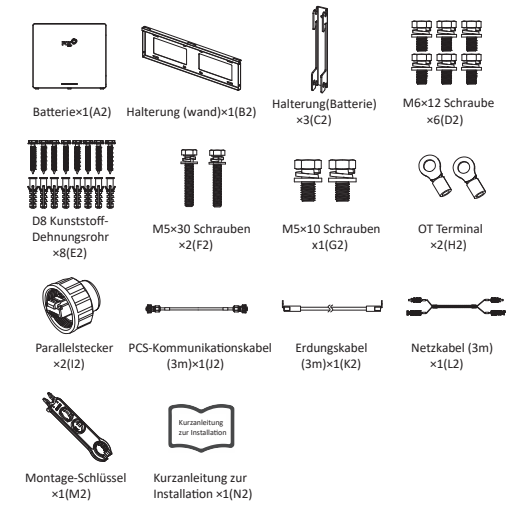 Batterie×1(A2)
Halterung (wand)×1(B2)
Halterung(Batterie)
×3(C2)
M6×12 Schraube
×6(D2)
D8 Kunststoff-
Dehnungsrohr
×8(E2)
M5×30 Schrauben
×2(F2)
M5×10 Schrauben
x1(G2)
OT Terminal
×2(H2)
Parallelstecker
×2(I2)
PCS-Kommunikationskabel
(3m)×1(J2)
Erdungskabel
(3m)×1(K2)
Netzkabel (3m)
×1(L2)
Montage-Schlüssel
×1(M2)
Kurzanleitung
zur Installation
Kurzanleitung zur
Installation ×1(N2)